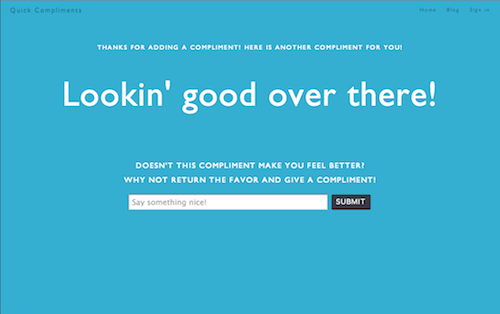 Quick Compliments
Home Blog Sign in
THANKS FOR ADDING A COMPLIMENT! HERE IS ANOTHER COMPLIMENT FOR YOU!
Lookin' good over there!
DOESN'T THIS COMPLIMENT MAKE YOU FEEL BETTER?
WHY NOT RETURN THE FAVOR AND GIVE A COMPLIMENT!
Say something nice! SUBMIT